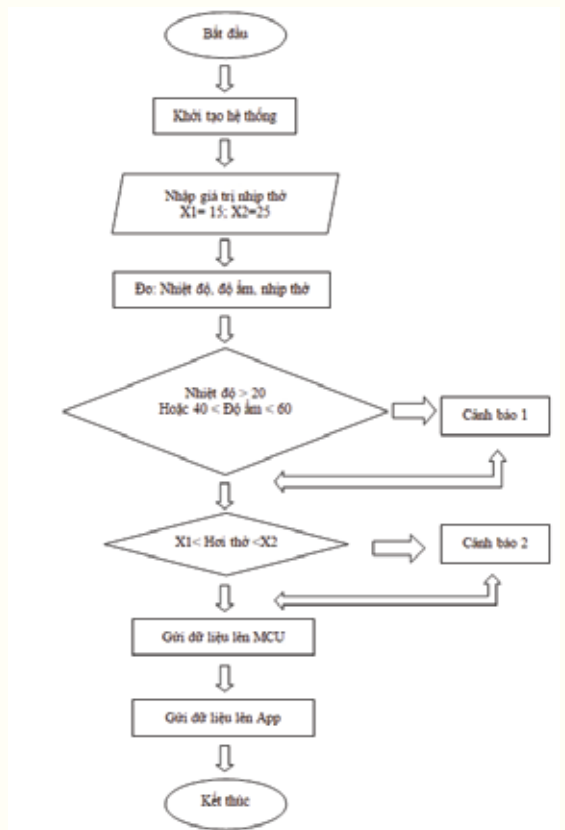 Bắt đầu
Khởi tạo hệ thống
Nhập giá trị nhịp thở
X1= 15; X2=25
Đo: Nhiệt độ, độ ẩm, nhịp thở
Nhiệt độ > 20
Hoặc 40 < Độ ẩm < 60
Cảnh báo 1
X1< Hơi thở <X2
Cảnh báo 2
Gửi dữ liệu lên MCU
Gửi dữ liệu lên App
Kết thúc